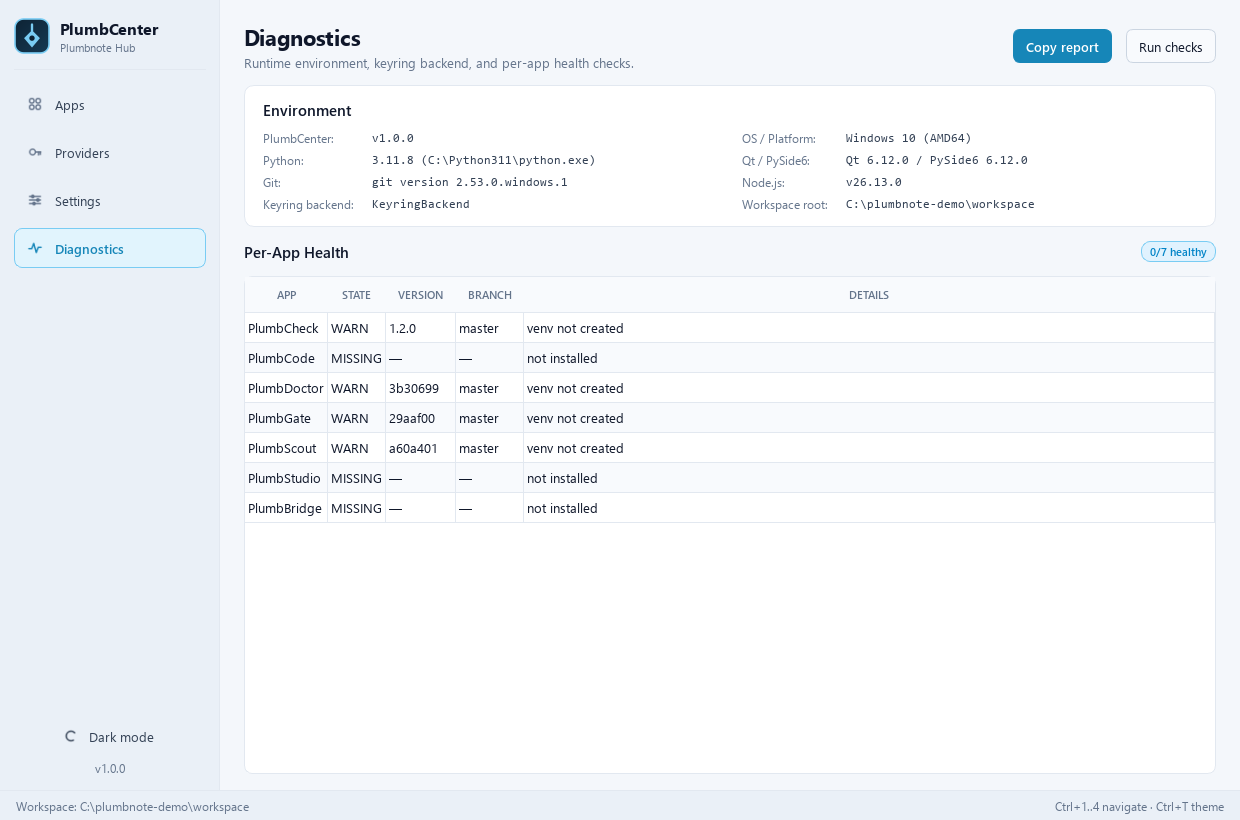 PlumbCenter
Plumbnote Hub
Apps
Providers
Settings
Diagnostics
Dark mode
v1.0.0
Diagnostics
Runtime environment, keyring backend, and per-app health checks.
Copy report
Run checks
Environment
PlumbCenter: v1.0.0 OS / Platform: Windows 10 (AMD64)
Python: 3.11.8 (C:\Python311\python.exe) Qt / PySide6: Qt 6.12.0 / PySide6 6.12.0
Git: git version 2.53.0.windows.1 Node.js: v26.13.0
Keyring backend: KeyringBackend Workspace root: C:\plumbnote-demo\workspace
Per-App Health 0/7 healthy
APP STATE VERSION BRANCH DETAILS
PlumbCheck WARN 1.2.0 master venv not created
PlumbCode MISSING — — not installed
PlumbDoctor WARN 3b30699 master venv not created
PlumbGate WARN 29aaf00 master venv not created
PlumbScout WARN a60a401 master venv not created
PlumbStudio MISSING — — not installed
PlumbBridge MISSING — — not installed
Workspace: C:\plumbnote-demo\workspace Ctrl+1..4 navigate · Ctrl+T theme